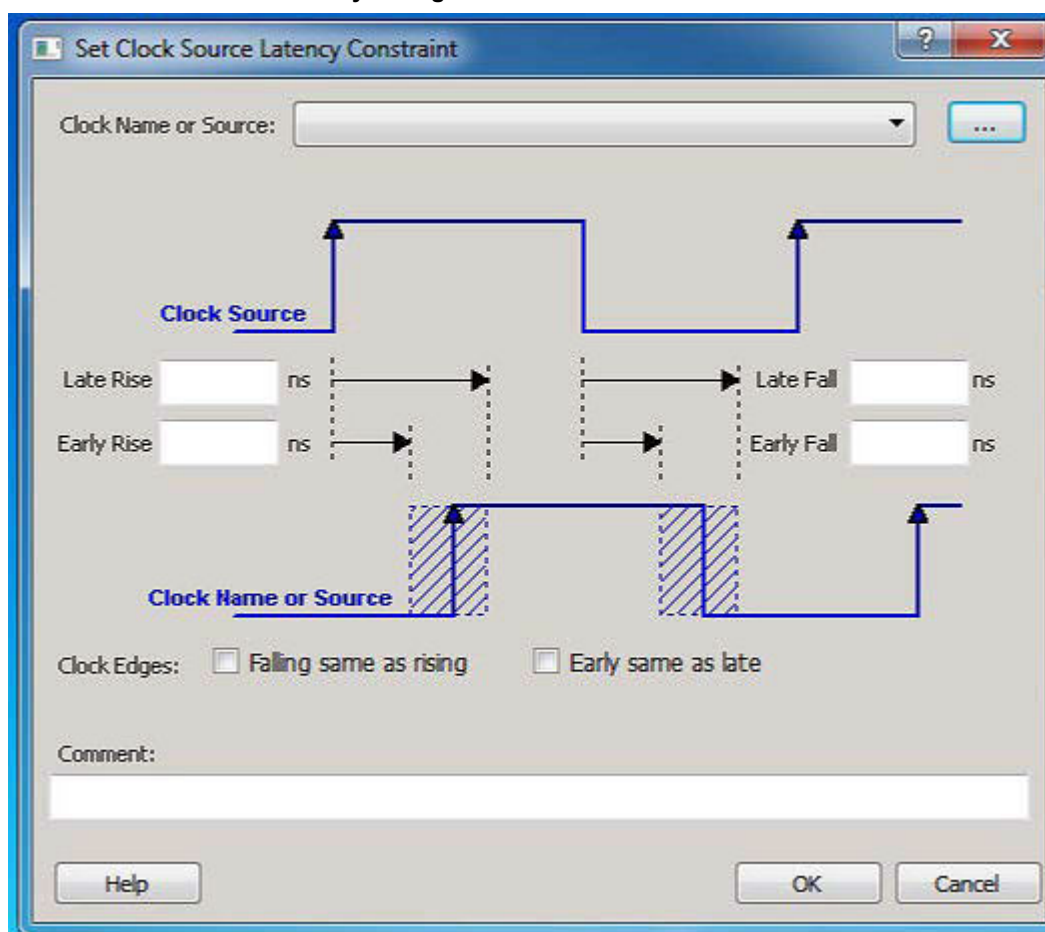 Set Clock Source Latency Constraint
Clock Name or Source:
...
Clock Source
Late Rise ns Late Fall ns
Early Rise ns Early Fall ns
Clock Name or Source
Clock Edges: Falling same as rising Early same as late
Comment:
Help OK Cancel